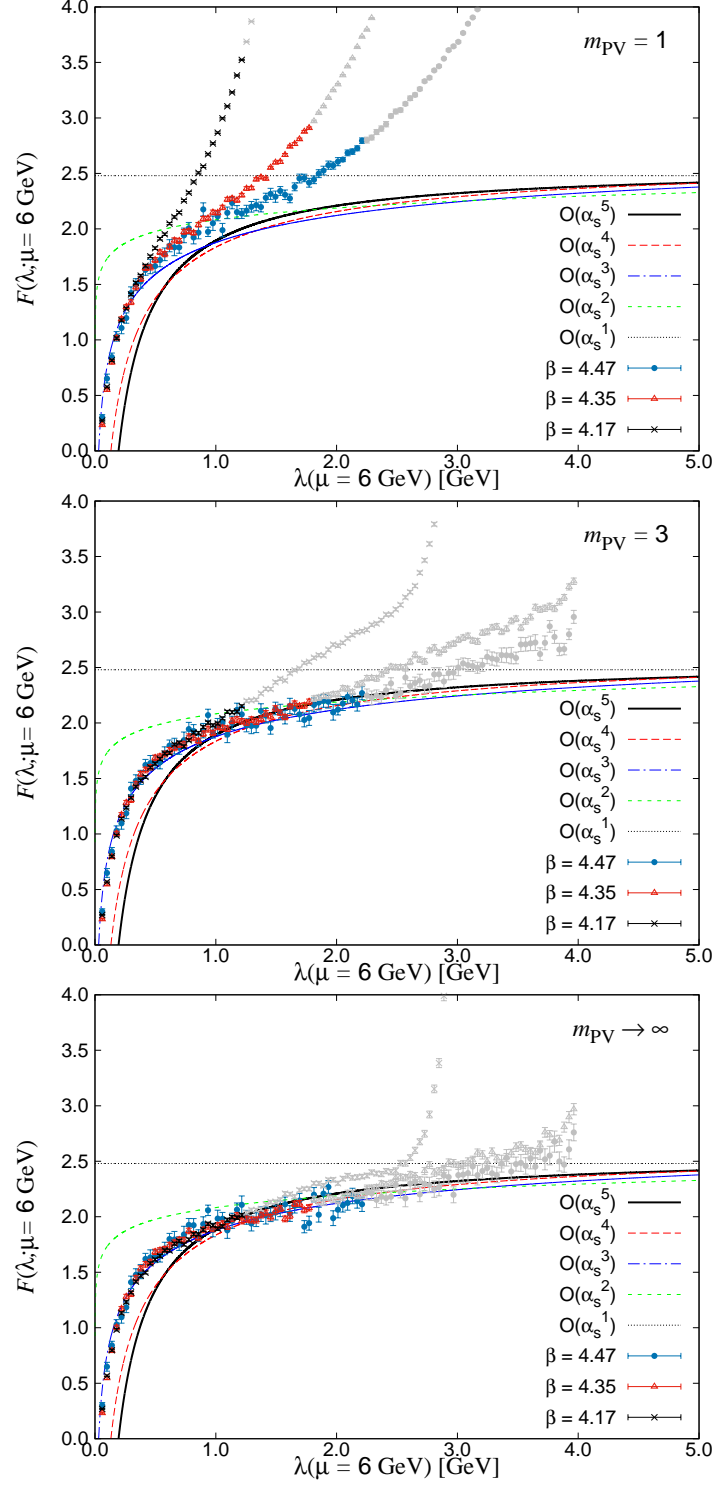 4.0
3.5
3.0
2.5
2.0
1.5
1.0
0.5
0.0
F(λ;μ= 6 GeV)
m_PV = 1
O(α_s^5)
O(α_s^4)
O(α_s^3)
O(α_s^2)
O(α_s^1)
β = 4.47
β = 4.35
β = 4.17
0.0 1.0 2.0 3.0 4.0 5.0
λ(μ = 6 GeV) [GeV]
4.0
3.5
3.0
2.5
2.0
1.5
1.0
0.5
0.0
F(λ;μ= 6 GeV)
m_PV = 3
O(α_s^5)
O(α_s^4)
O(α_s^3)
O(α_s^2)
O(α_s^1)
β = 4.47
β = 4.35
β = 4.17
0.0 1.0 2.0 3.0 4.0 5.0
λ(μ = 6 GeV) [GeV]
4.0
3.5
3.0
2.5
2.0
1.5
1.0
0.5
0.0
F(λ;μ= 6 GeV)
m_PV → ∞
O(α_s^5)
O(α_s^4)
O(α_s^3)
O(α_s^2)
O(α_s^1)
β = 4.47
β = 4.35
β = 4.17
0.0 1.0 2.0 3.0 4.0 5.0
λ(μ = 6 GeV) [GeV]